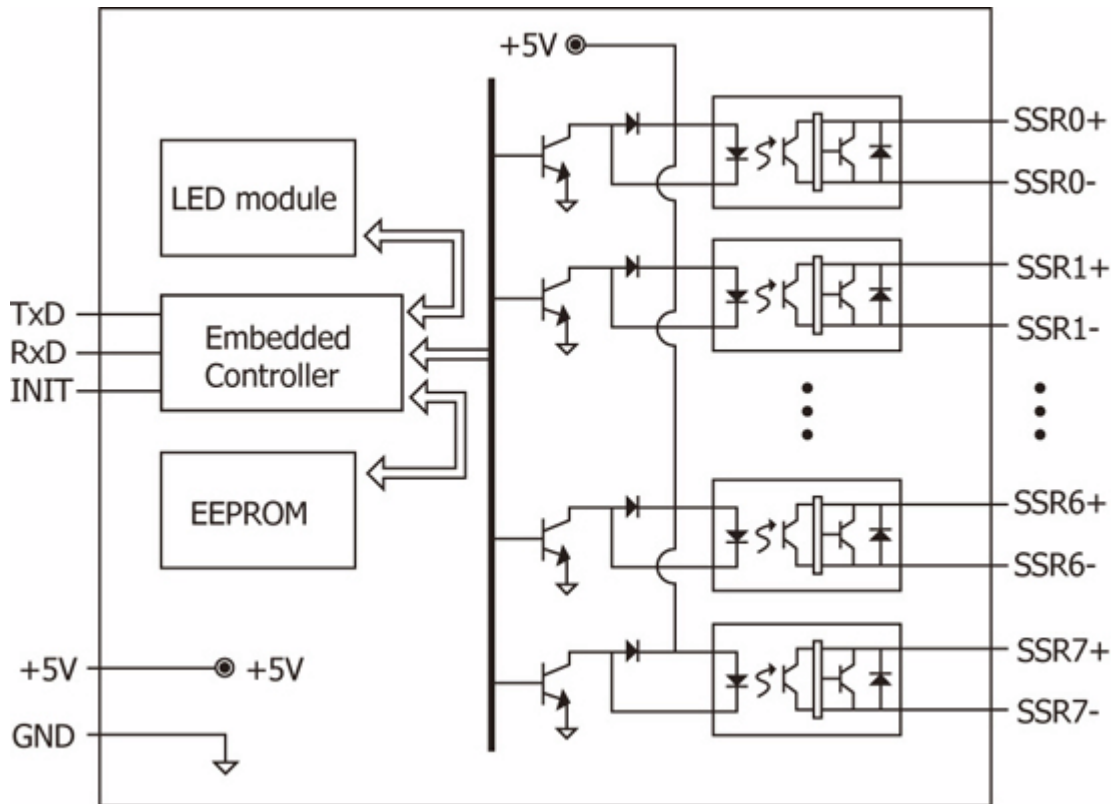 +5V
SSR0+
SSR0-
LED module
SSR1+
TxD
RxD
INIT
Embedded
Controller
SSR1-
EEPROM
SSR6+
SSR6-
+5V
+5V
SSR7+
GND
SSR7-